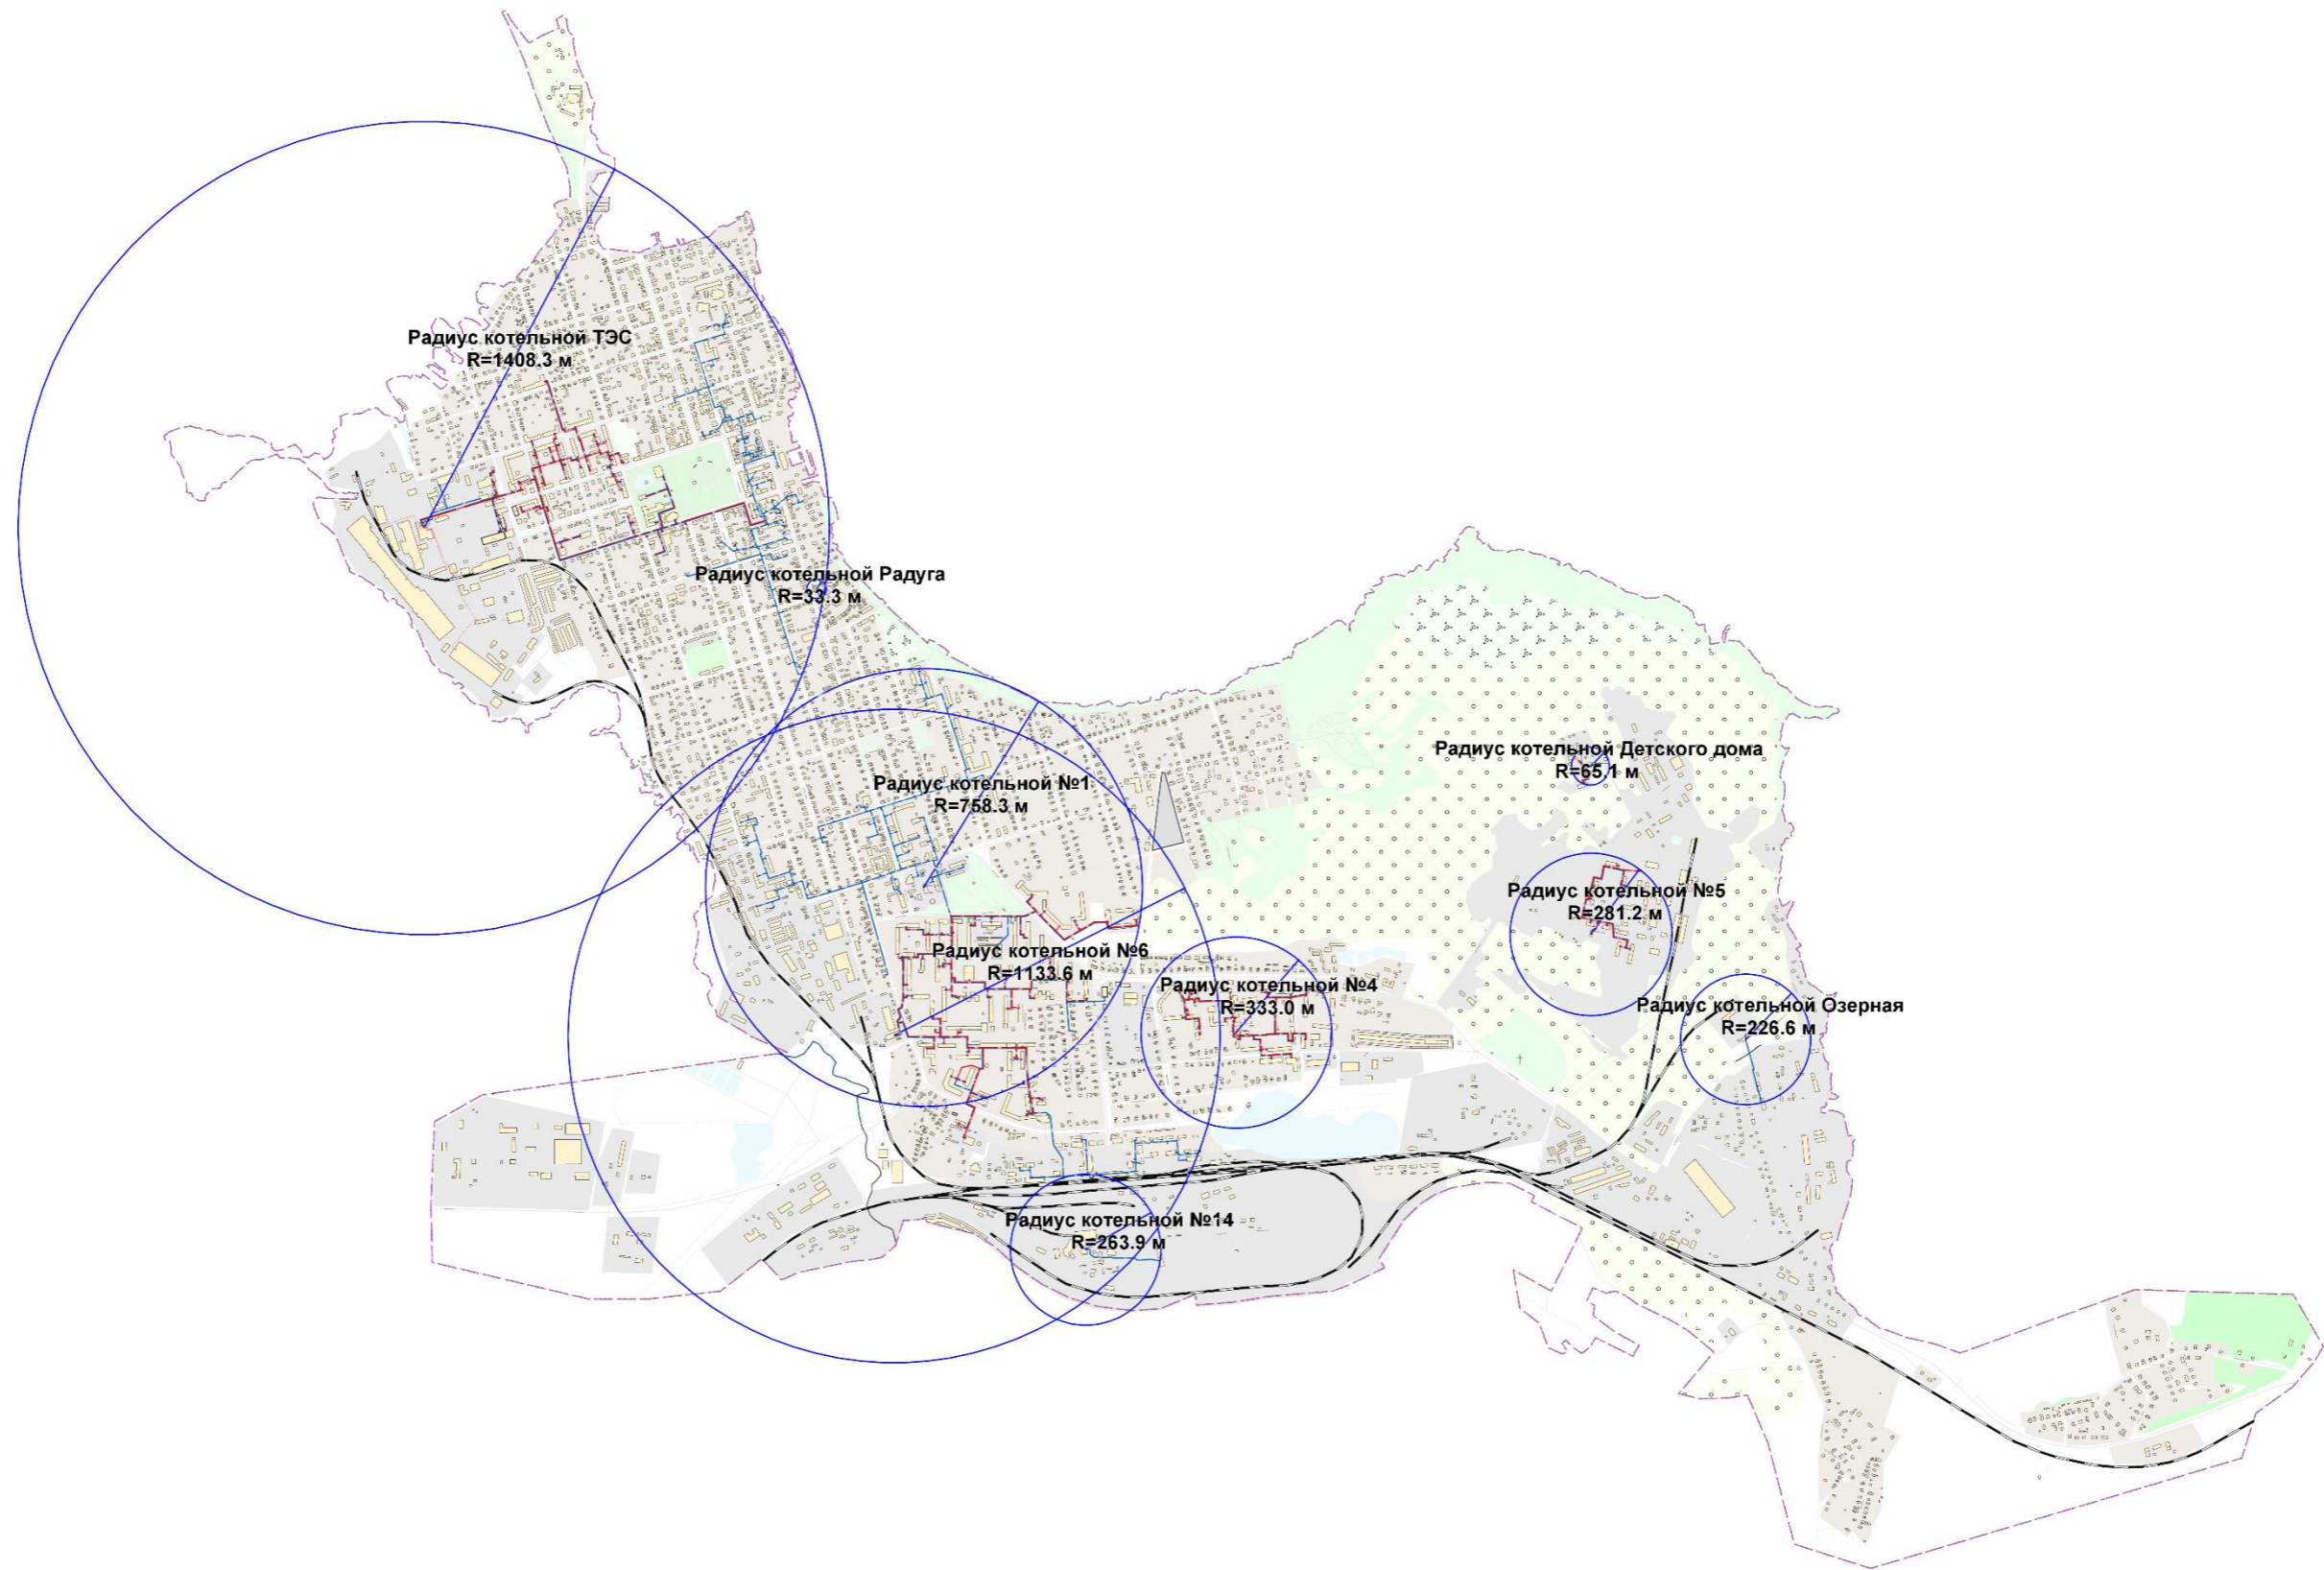 Радиус котельной ТЭС
R=1408.3 м
Радиус котельной Радуга
R=33.3 м
Радиус котельной Детского дома
R=65.1 м
Радиус котельной №1
R=758.3 м
Радиус котельной №5
R=281.2 м
Радиус котельной №6
R=1133.6 м
Радиус котельной №4
R=333.0 м
Радиус котельной Озерная
R=226.6 м
Радиус котельной №14
R=263.9 м